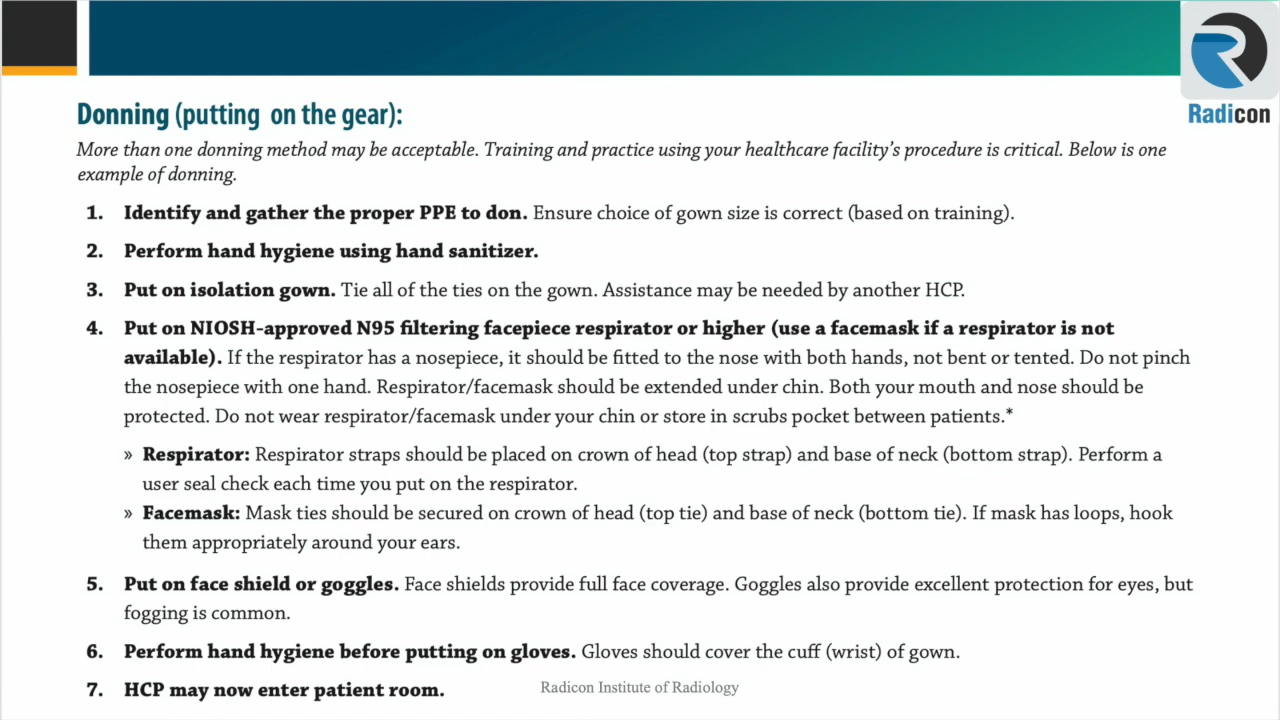 Radicon
Donning (putting on the gear):
More than one donning method may be acceptable. Training and practice using your healthcare facility's procedure is critical. Below is one
example of donning.
1. Identify and gather the proper PPE to don. Ensure choice of gown size is correct (based on training).
2. Perform hand hygiene using hand sanitizer.
3. Put on isolation gown. Tie all of the ties on the gown. Assistance may be needed by another HCP.
4. Put on NIOSH-approved N95 filtering facepiece respirator or higher (use a facemask if a respirator is not
available). If the respirator has a nosepiece, it should be fitted to the nose with both hands, not bent or tented. Do not pinch
the nosepiece with one hand. Respirator/facemask should be extended under chin. Both your mouth and nose should be
protected. Do not wear respirator/facemask under your chin or store in scrubs pocket between patients.*
» Respirator: Respirator straps should be placed on crown of head (top strap) and base of neck (bottom strap). Perform a
user seal check each time you put on the respirator.
» Facemask: Mask ties should be secured on crown of head (top tie) and base of neck (bottom tie). If mask has loops, hook
them appropriately around your ears.
5. Put on face shield or goggles. Face shields provide full face coverage. Goggles also provide excellent protection for eyes, but
fogging is common.
6. Perform hand hygiene before putting on gloves. Gloves should cover the cuff (wrist) of gown.
7. HCP may now enter patient room.
Radicon Institute of Radiology